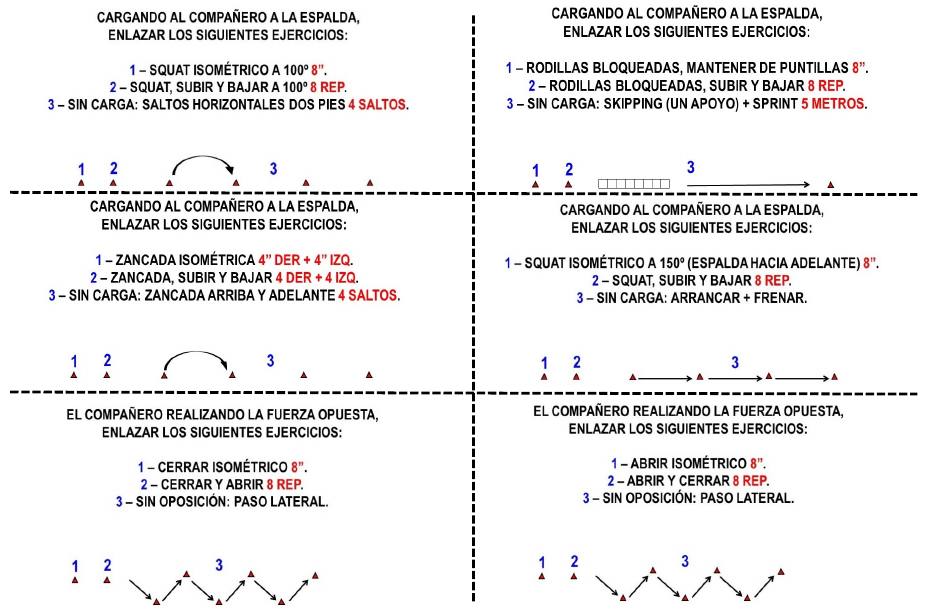 CARGANDO AL COMPAÑERO A LA ESPALDA,
ENLAZAR LOS SIGUIENTES EJERCICIOS:
1 – SQUAT ISOMÉTRICO A 100º 8”.
2 – SQUAT, SUBIR Y BAJAR A 100º 8 REP.
3 – SIN CARGA: SALTOS HORIZONTALES DOS PIES 4 SALTOS.
1 2 3
CARGANDO AL COMPAÑERO A LA ESPALDA,
ENLAZAR LOS SIGUIENTES EJERCICIOS:
1 – RODILLAS BLOQUEADAS, MANTENER DE PUNTILLAS 8”.
2 – RODILLAS BLOQUEADAS, SUBIR Y BAJAR 8 REP.
3 – SIN CARGA: SKIPPING (UN APOYO) + SPRINT 5 METROS.
1 2 3
CARGANDO AL COMPAÑERO A LA ESPALDA,
ENLAZAR LOS SIGUIENTES EJERCICIOS:
1 – ZANCADA ISOMÉTRICA 4” DER + 4” IZQ.
2 – ZANCADA, SUBIR Y BAJAR 4 DER + 4 IZQ.
3 – SIN CARGA: ZANCADA ARRIBA Y ADELANTE 4 SALTOS.
1 2 3
CARGANDO AL COMPAÑERO A LA ESPALDA,
ENLAZAR LOS SIGUIENTES EJERCICIOS:
1 – SQUAT ISOMÉTRICO A 150º (ESPALDA HACIA ADELANTE) 8”.
2 – SQUAT, SUBIR Y BAJAR 8 REP.
3 – SIN CARGA: ARRANCAR + FRENAR.
1 2 3
EL COMPAÑERO REALIZANDO LA FUERZA OPUESTA,
ENLAZAR LOS SIGUIENTES EJERCICIOS:
1 – CERRAR ISOMÉTRICO 8”.
2 – CERRAR Y ABRIR 8 REP.
3 – SIN OPOSICIÓN: PASO LATERAL.
1 2 3
EL COMPAÑERO REALIZANDO LA FUERZA OPUESTA,
ENLAZAR LOS SIGUIENTES EJERCICIOS:
1 – ABRIR ISOMÉTRICO 8”.
2 – ABRIR Y CERRAR 8 REP.
3 – SIN OPOSICIÓN: PASO LATERAL.
1 2 3